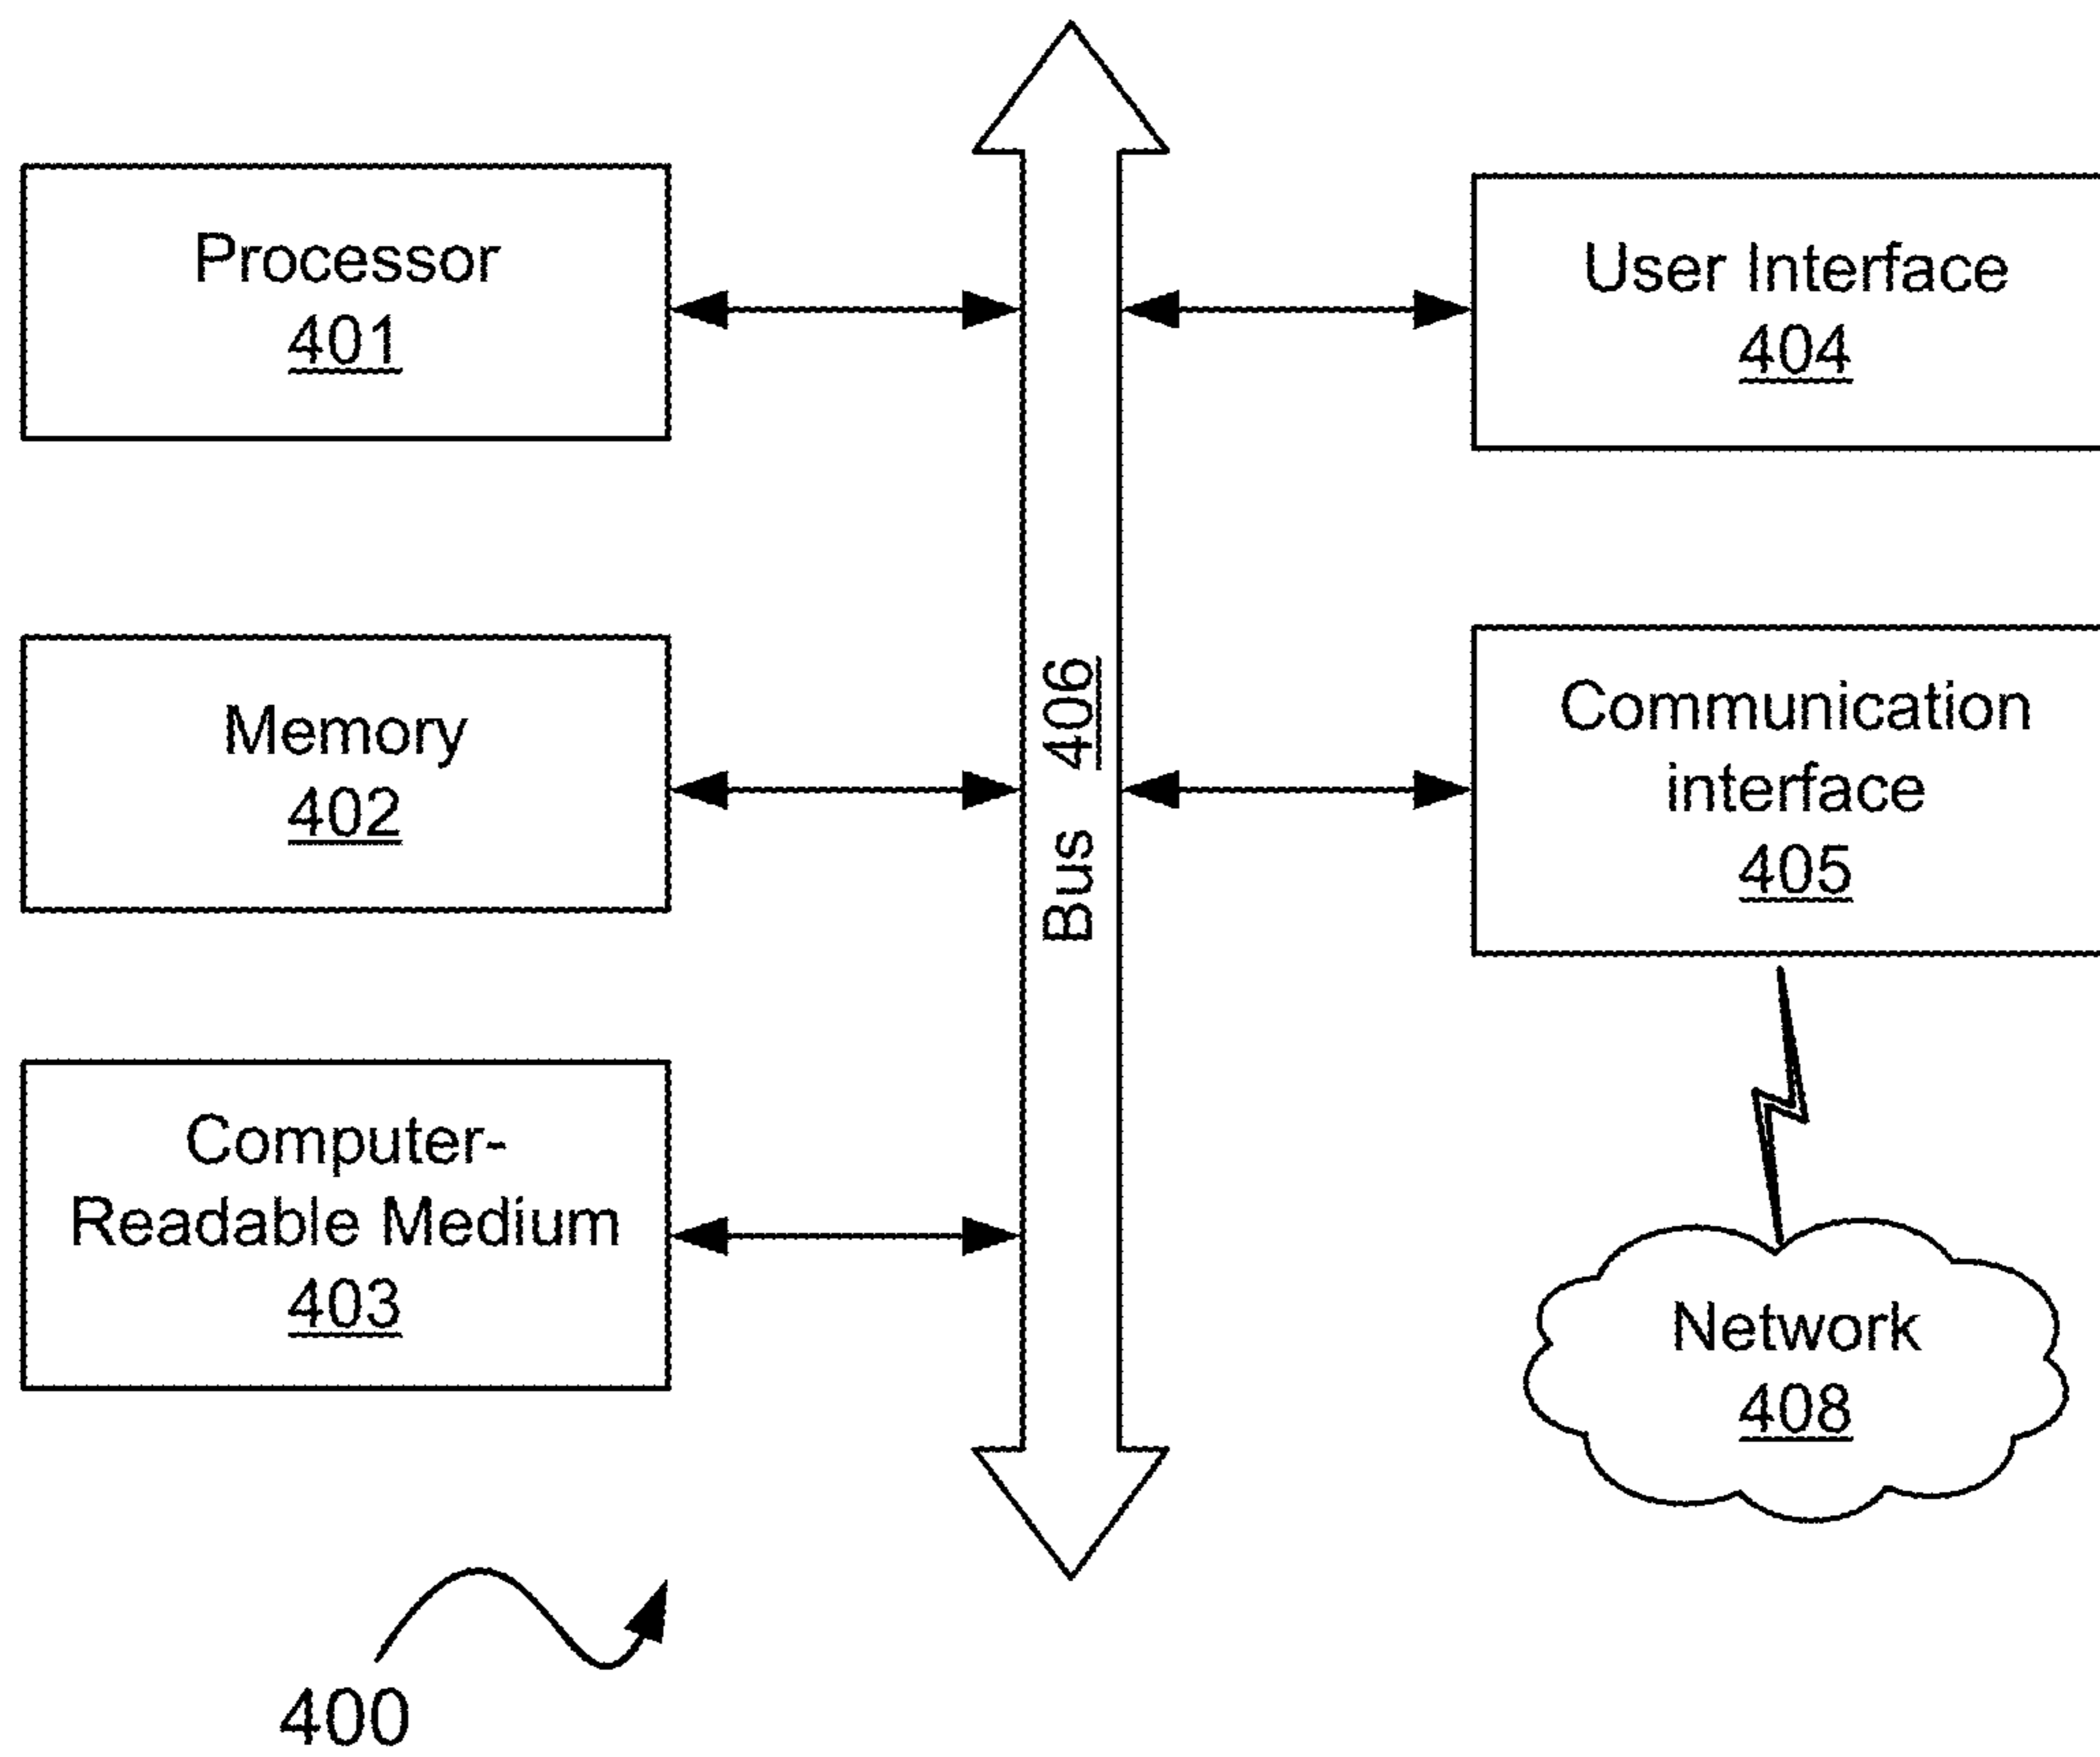 Processor
401
Memory
402
Computer-
Readable Medium
403
Bus 406
User Interface
404
Communication
interface
405
Network
408
400